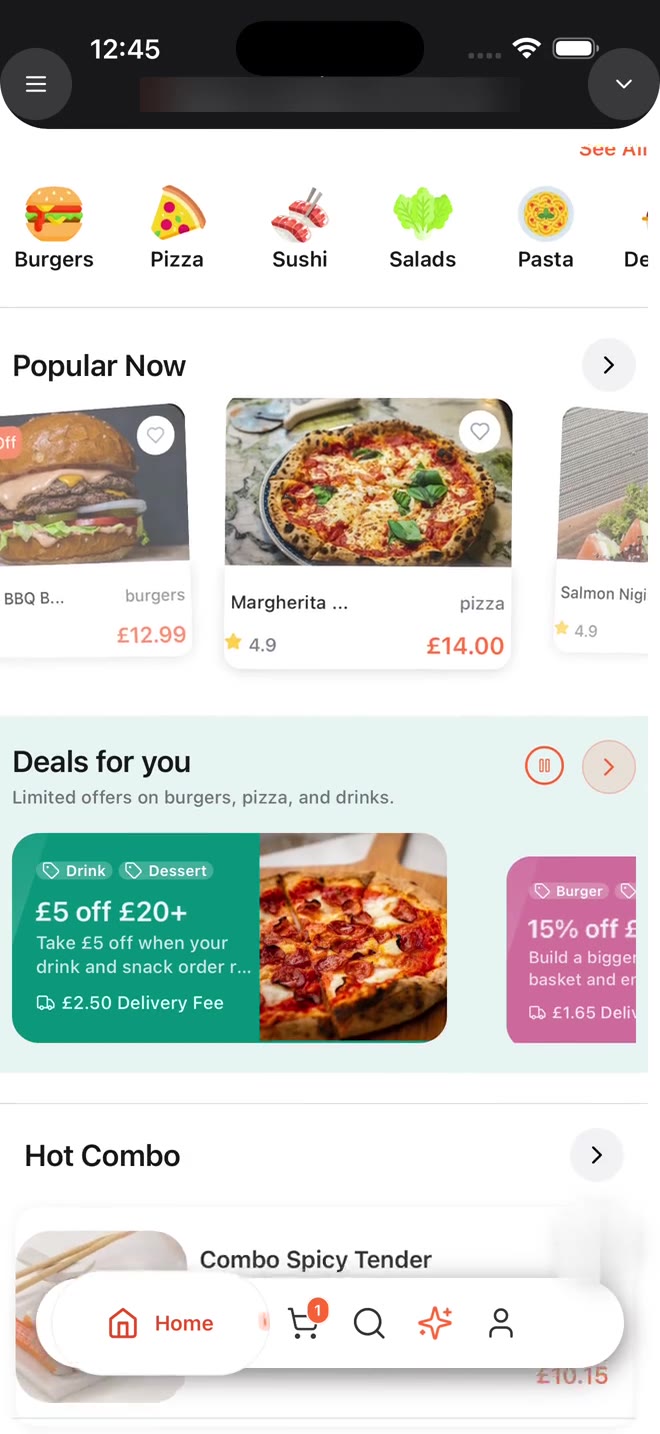 12:45
See All
Burgers
Pizza
Sushi
Salads
Pasta
De
Popular Now
Off
BBQ B...
burgers
£12.99
Margherita ...
pizza
4.9
£14.00
Salmon Nigi
4.9
Deals for you
Limited offers on burgers, pizza, and drinks.
Drink
Dessert
£5 off £20+
Take £5 off when your
drink and snack order r...
£2.50 Delivery Fee
Burger
15% off £
Build a bigger
basket and er
£1.65 Deliv
Hot Combo
Combo Spicy Tender
Home
1
£10.15